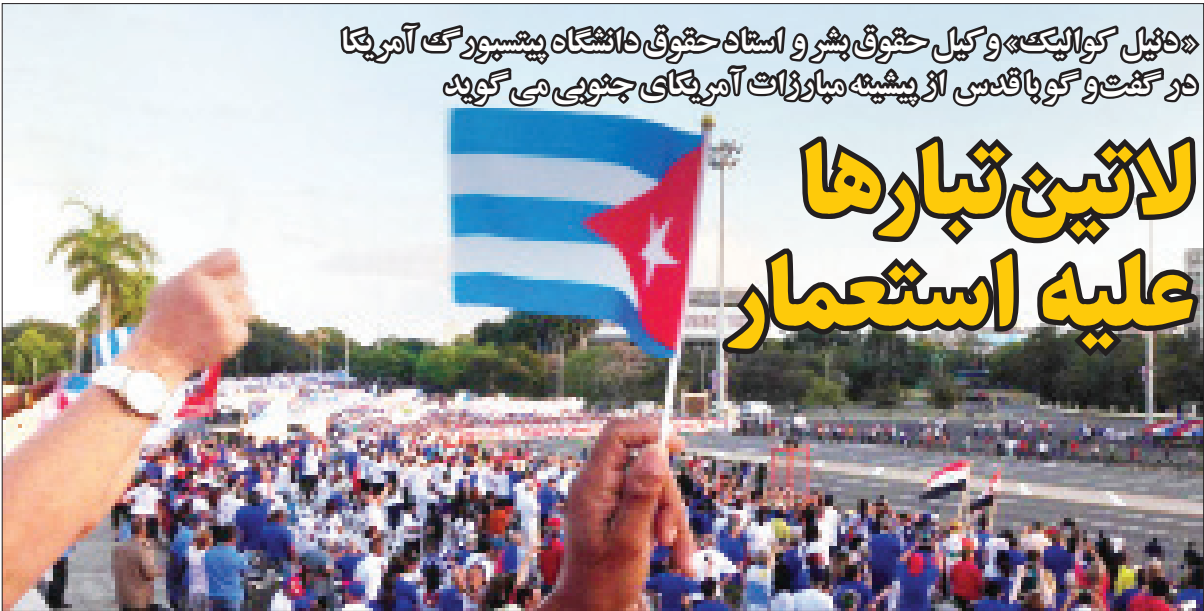 «دنیل کوالیک» وکیل حقوق بشر و استاد حقوق دانشگاه پیتسبورگ آمریکا
در گفت‌و گو با قدس از پیشینه مبارزات آمریکای جنوبی می گوید
لاتین‌تبارها
علیه استعمار